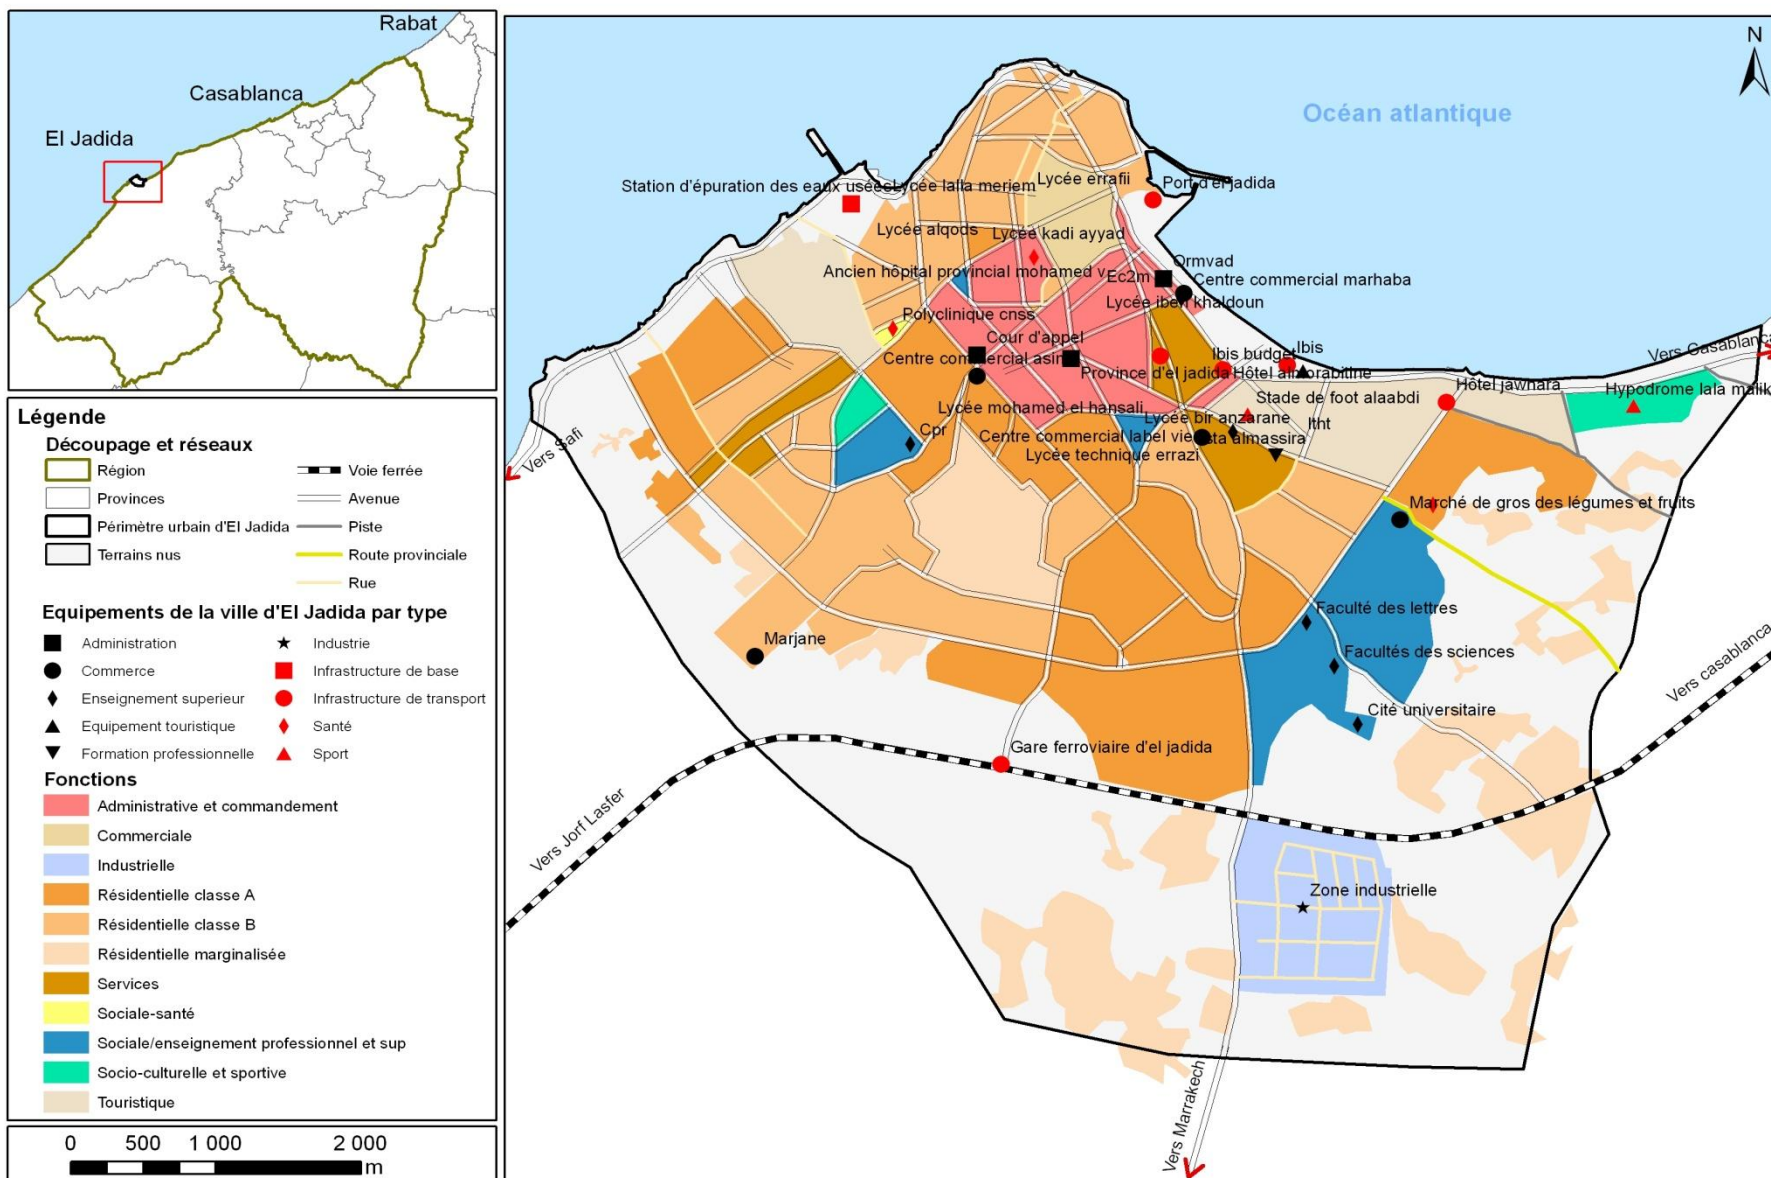 Rabat
Casablanca
El Jadida
Légende
Découpage et réseaux
Région
Provinces
Périmètre urbain d'El Jadida
Terrains nus
Voie ferrée
Avenue
Piste
Route provinciale
Rue
Equipements de la ville d'El Jadida par type
Administration
Commerce
Enseignement superieur
Equipement touristique
Formation professionnelle
Industrie
Infrastructure de base
Infrastructure de transport
Santé
Sport
Fonctions
Administrative et commandement
Commerciale
Industrielle
Résidentielle classe A
Résidentielle classe B
Résidentielle marginalisée
Services
Sociale-santé
Sociale/enseignement professionnel et sup
Socio-culturelle et sportive
Touristique
0 500 1 000 2 000
m
N
Océan atlantique
Station d'épuration des eaux usées
Lycée lalla meriem
Lycée errafii
Port d'el jadida
Lycée alqods
Lycée kadi ayyad
Ancien hôpital provincial mohamed v
Ec2m
Ormvad
Centre commercial marhaba
Lycée iben khaldoun
Polyclinique cnss
Cour d'appel
Centre commercial asim
Province d'el jadida
Ibis budget
Ibis
Hôtel almorabitine
Vers Casablanca
Hôtel jawhara
Hypodrome lala malik
Stade de foot alaabdi
Lycée mohamed el hansali
Lycée bir anzarane
Itht
Cpr
Centre commercial label vie
ista almassira
Lycée technique errazi
Vers Safi
Marché de gros des légumes et fruits
Faculté des lettres
Marjane
Facultés des sciences
Cité universitaire
Vers casablanca
Gare ferroviaire d'el jadida
Vers Jorf Lasfer
Zone industrielle
Vers Marrakech